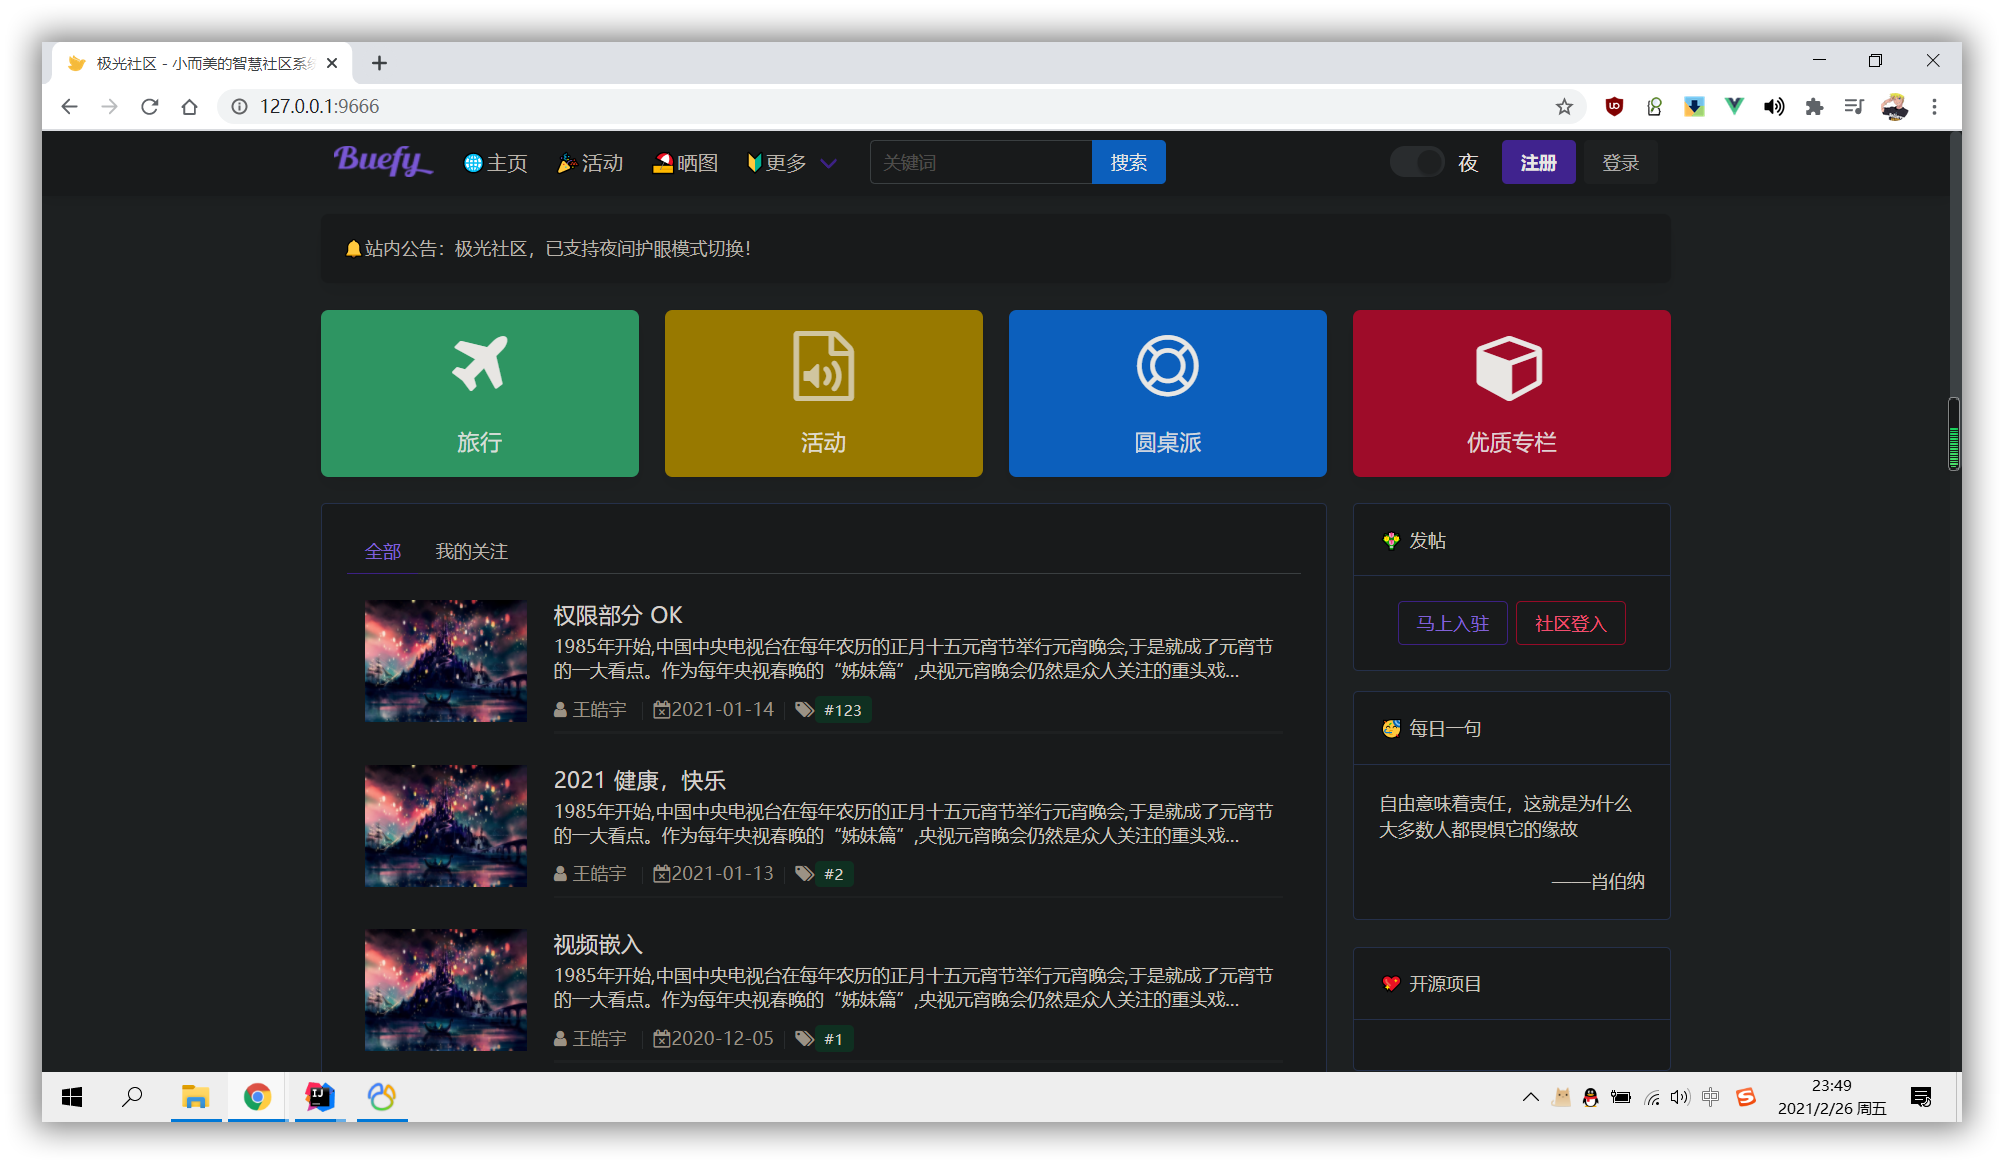 极光社区 - 小而美的智慧社区系统
127.0.0.1:9666
Buefy
主页
活动
晒图
更多
关键词
搜索
夜
注册
登录
站内公告：极光社区，已支持夜间护眼模式切换！
旅行
活动
圆桌派
优质专栏
全部
我的关注
权限部分 OK
1985年开始,中国中央电视台在每年农历的正月十五元宵节举行元宵晚会,于是就成了元宵节
的一大看点。作为每年央视春晚的“姊妹篇”,央视元宵晚会仍然是众人关注的重头戏...
王皓宇
2021-01-14
#123
2021 健康，快乐
1985年开始,中国中央电视台在每年农历的正月十五元宵节举行元宵晚会,于是就成了元宵节
的一大看点。作为每年央视春晚的“姊妹篇”,央视元宵晚会仍然是众人关注的重头戏...
王皓宇
2021-01-13
#2
视频嵌入
1985年开始,中国中央电视台在每年农历的正月十五元宵节举行元宵晚会,于是就成了元宵节
的一大看点。作为每年央视春晚的“姊妹篇”,央视元宵晚会仍然是众人关注的重头戏...
王皓宇
2020-12-05
#1
发帖
马上入驻
社区登入
每日一句
自由意味着责任，这就是为什么
大多数人都畏惧它的缘故
——肖伯纳
开源项目
中
23:49
2021/2/26 周五